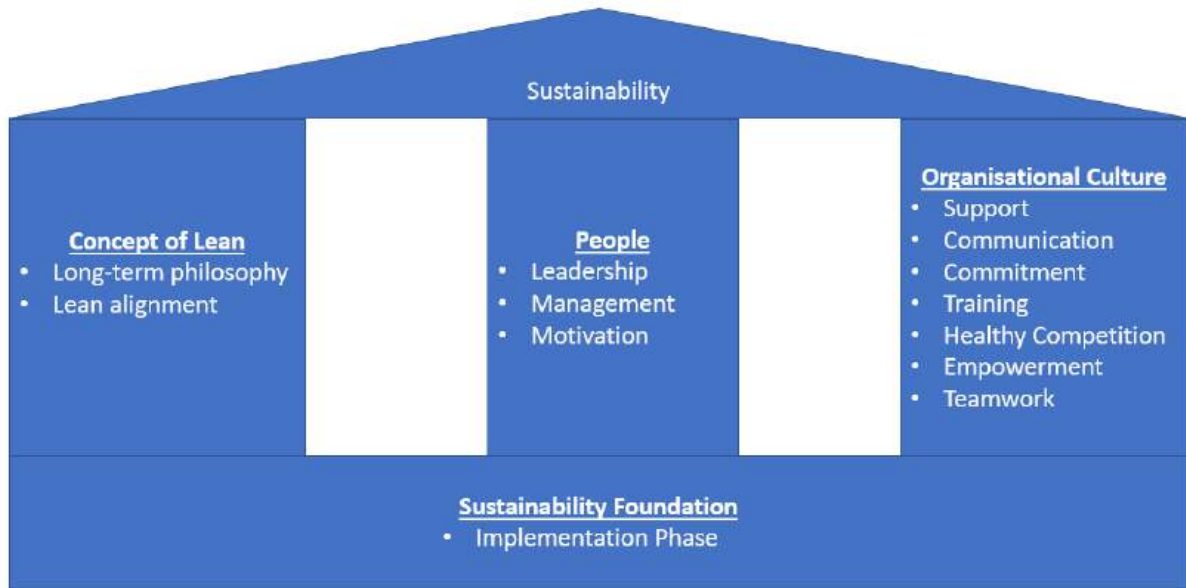 Sustainability
Concept of Lean
• Long-term philosophy
• Lean alignment
People
• Leadership
• Management
• Motivation
Organisational Culture
• Support
• Communication
• Commitment
• Training
• Healthy Competition
• Empowerment
• Teamwork
Sustainability Foundation
• Implementation Phase